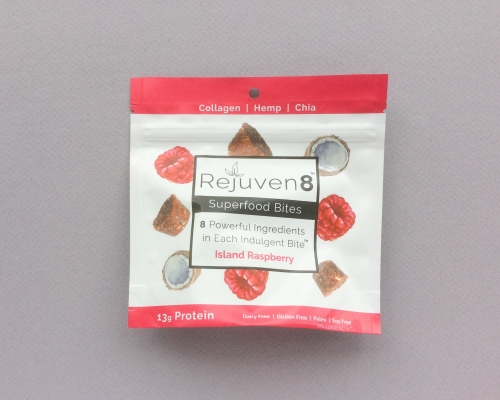 Collagen | Hemp | Chia
Rejuven8™
Superfood Bites
8 Powerful Ingredients
in Each Indulgent Bite™
Island Raspberry
13g Protein
Dairy Free | Gluten Free | Paleo | Soy Free